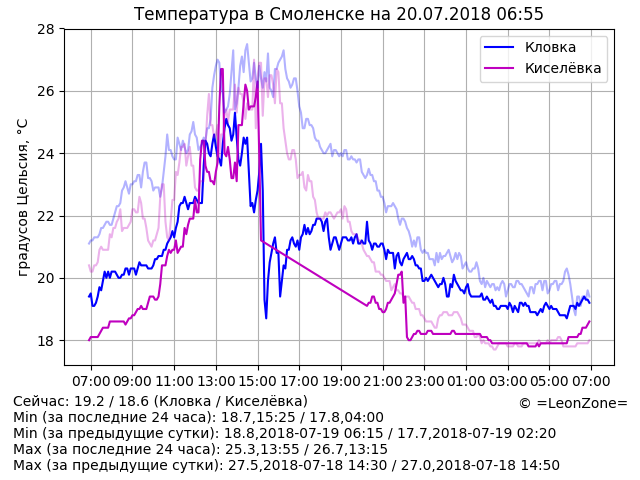 Температура в Смоленске на 20.07.2018 06:55
28
26
24
22
20
18
градусов Цельсия, °C
Кловка
Киселёвка
07:00 09:00 11:00 13:00 15:00 17:00 19:00 21:00 23:00 01:00 03:00 05:00 07:00
Сейчас: 19.2 / 18.6 (Кловка / Киселёвка)
© =LeonZone=
Min (за последние 24 часа): 18.7,15:25 / 17.8,04:00
Min (за предыдущие сутки): 18.8,2018-07-19 06:15 / 17.7,2018-07-19 02:20
Max (за последние 24 часа): 25.3,13:55 / 26.7,13:15
Max (за предыдущие сутки): 27.5,2018-07-18 14:30 / 27.0,2018-07-18 14:50